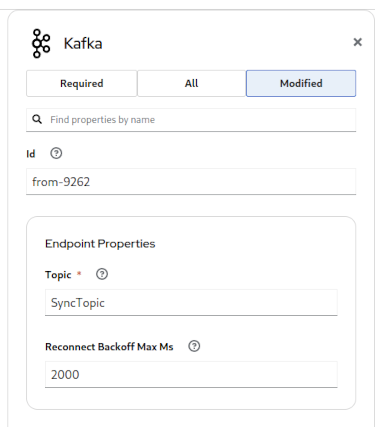 Kafka
Required All Modified
Find properties by name
Id
from-9262
Endpoint Properties
Topic *
SyncTopic
Reconnect Backoff Max Ms
2000